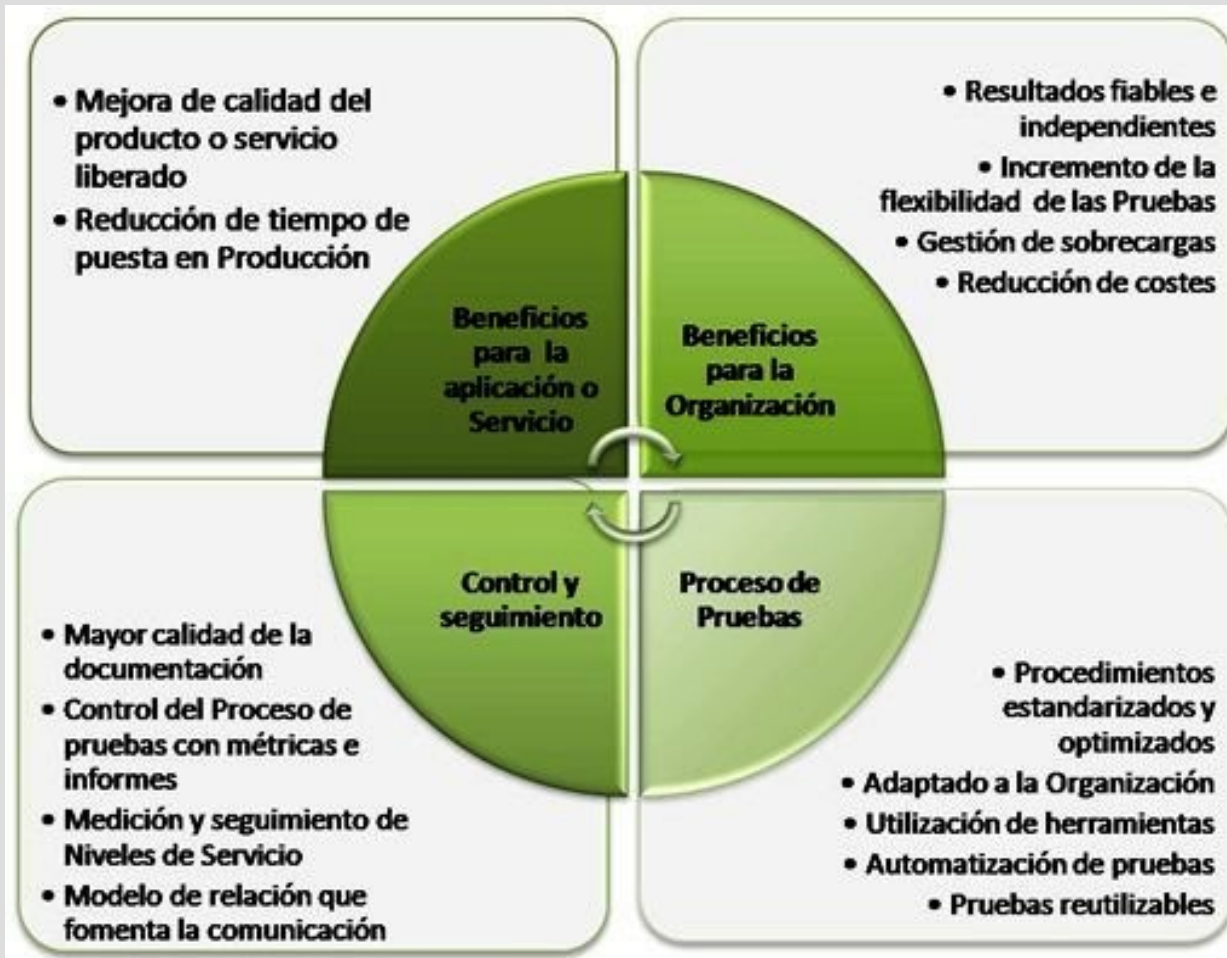 • Mejora de calidad del
producto o servicio
liberado
• Reducción de tiempo de
puesta en Producción
• Resultados fiables e
independientes
• Incremento de la
flexibilidad de las Pruebas
• Gestión de sobrecargas
• Reducción de costes
Beneficios
para la
aplicación o
Servicio
Beneficios
para la
Organización
Control y
seguimiento
Proceso de
Pruebas
• Mayor calidad de la
documentación
• Control del Proceso de
pruebas con métricas e
informes
• Medición y seguimiento de
Niveles de Servicio
• Modelo de relación que
fomenta la comunicación
• Procedimientos
estandarizados y
optimizados
• Adaptado a la Organización
• Utilización de herramientas
• Automatización de pruebas
• Pruebas reutilizables